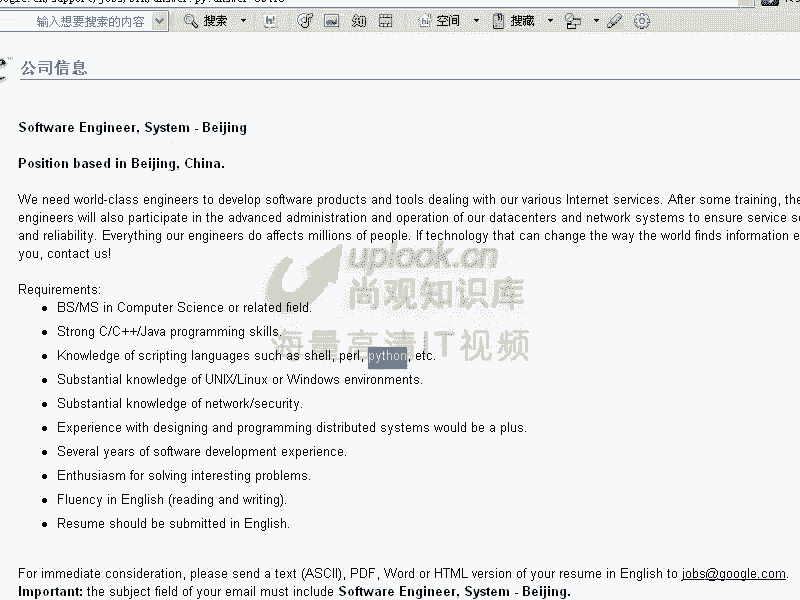 输入想要搜索的内容 搜索 知 空间 搜藏
公司信息
Software Engineer, System - Beijing
Position based in Beijing, China.
We need world-class engineers to develop software products and tools dealing with our various Internet services. After some training, the
engineers will also participate in the advanced administration and operation of our datacenters and network systems to ensure service
and reliability. Everything our engineers do affects millions of people. If technology that can change the way the world finds information
you, contact us!
uplook.cn
尚观知识库
海量高清IT视频
Requirements:
• BS/MS in Computer Science or related field.
• Strong C/C++/Java programming skills.
• Knowledge of scripting languages such as shell, perl, python, etc.
• Substantial knowledge of UNIX/Linux or Windows environments.
• Substantial knowledge of network/security.
• Experience with designing and programming distributed systems would be a plus.
• Several years of software development experience.
• Enthusiasm for solving interesting problems.
• Fluency in English (reading and writing).
• Resume should be submitted in English.
For immediate consideration, please send a text (ASCII), PDF, Word or HTML version of your resume in English to jobs@google.com.
Important: the subject field of your email must include Software Engineer, System - Beijing.